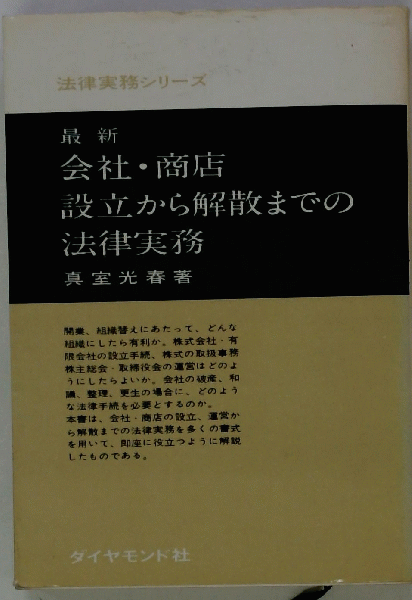 法律実務シリーズ
最新
会社・商店
設立から解散までの
法律実務
真室光春著
開業、組織替えにあたって、どんな
組織にしたら有利か。株式会社・有
限会社の設立手続、株式の取扱事務
株主総会・取締役会の運営はどのよ
うにしたらよいか。会社の破産、和
議、整理、更生の場合に、どのよう
な法律手続を必要とするのか。
本書は、会社・商店の設立、運営か
ら解散までの法律実務を多くの書式
を用いて、即座に役立つように解説
したものである。
ダイヤモンド社